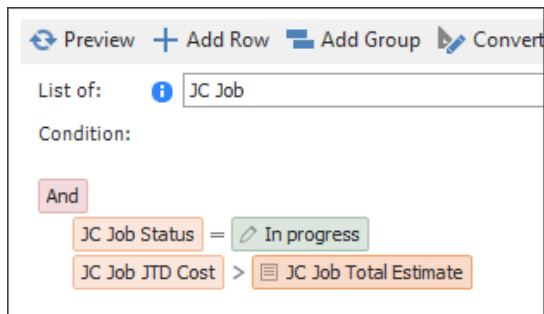 Preview Add Row Add Group Convert
List of: JC Job
Condition:
And
JC Job Status = In progress
JC Job JTD Cost > JC Job Total Estimate